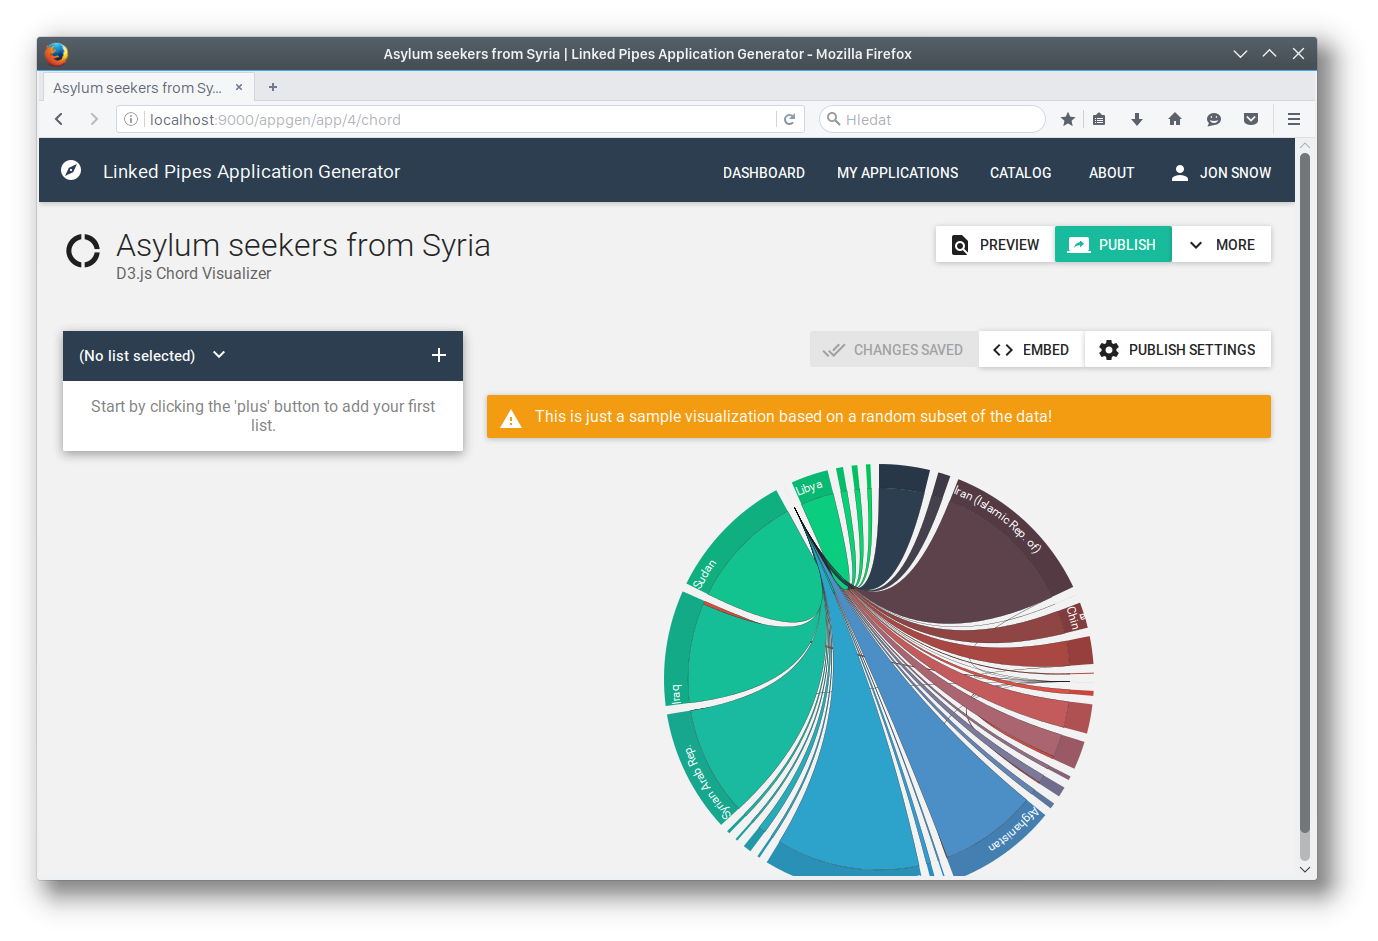 Asylum seekers from Syria | Linked Pipes Application Generator - Mozilla Firefox
Asylum seekers from Sy...
localhost:9000/appgen/app/4/chord
Hledat
Linked Pipes Application Generator
DASHBOARD
MY APPLICATIONS
CATALOG
ABOUT
JON SNOW
Asylum seekers from Syria
D3.js Chord Visualizer
PREVIEW
PUBLISH
MORE
(No list selected)
Start by clicking the 'plus' button to add your first
list.
CHANGES SAVED
EMBED
PUBLISH SETTINGS
This is just a sample visualization based on a random subset of the data!
Libya
Iran (Islamic Rep. of)
Sudan
Chin
Iraq
Syrian Arab Rep.
Afghanistan